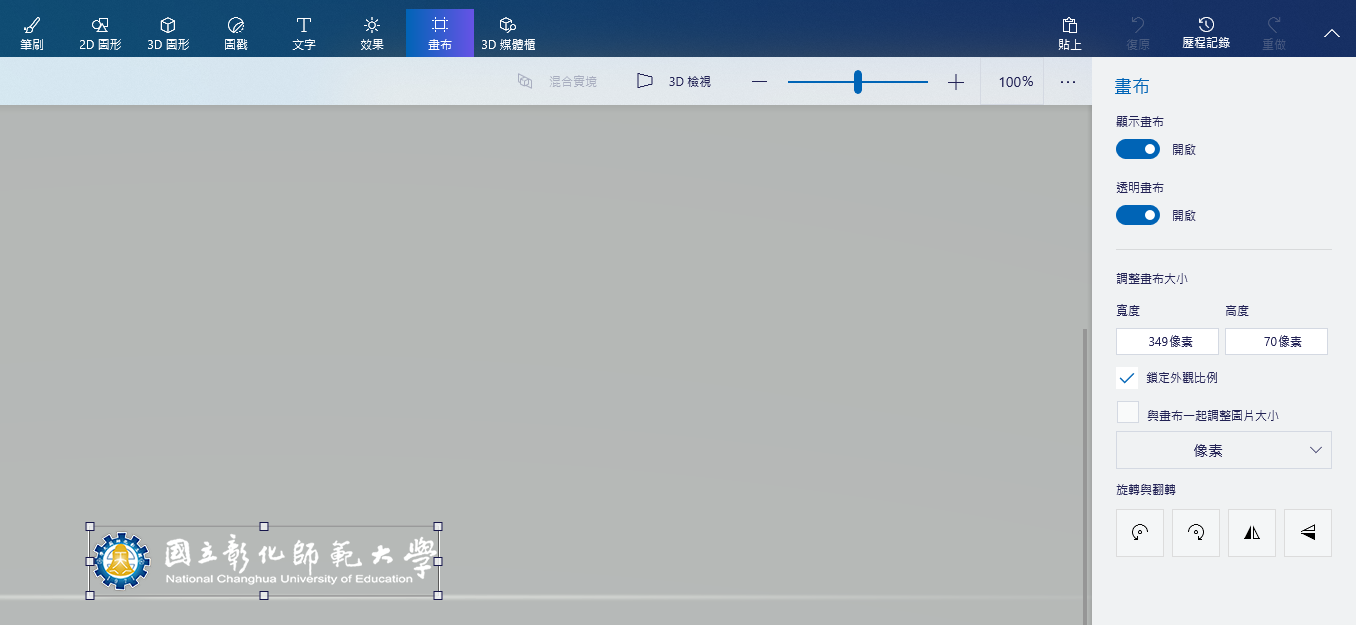 筆刷
2D 圖形
3D 圖形
圖戳
文字
效果
畫布
3D 媒體櫃
貼上
復原
歷程記錄
重做
混合實境
3D 檢視
100%
畫布
顯示畫布
開啟
透明畫布
開啟
調整畫布大小
寬度 高度
349像素 70像素
鎖定外觀比例
與畫布一起調整圖片大小
像素
旋轉與翻轉
國立彰化師範大學
National Changhua University of Education